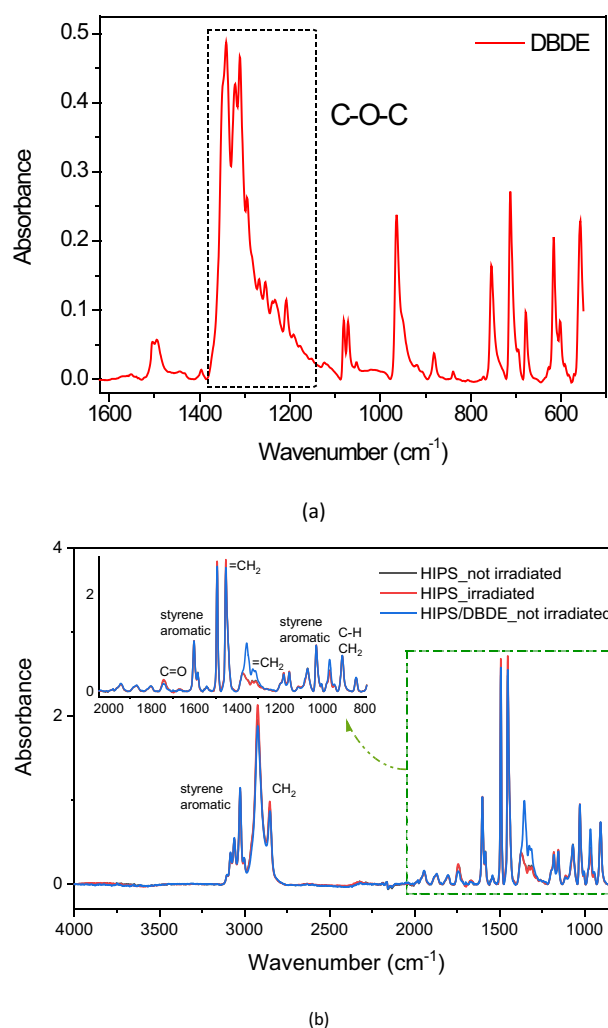 0.5
DBDE
0.4
C-O-C
0.3
0.2
0.1
0.0
Absorbance
1600 1400 1200 1000 800 600
Wavenumber (cm-1)
(a)
4
HIPS_not irradiated
HIPS_irradiated
HIPS/DBDE_not irradiated
=CH2
2
styrene
aromatic
styrene
aromatic
C-H
CH2
C=O
=CH2
0
2000 1800 1600 1400 1200 1000 800
2
styrene
aromatic
CH2
0
Absorbance
4000 3500 3000 2500 2000 1500 1000
Wavenumber (cm-1)
(b)